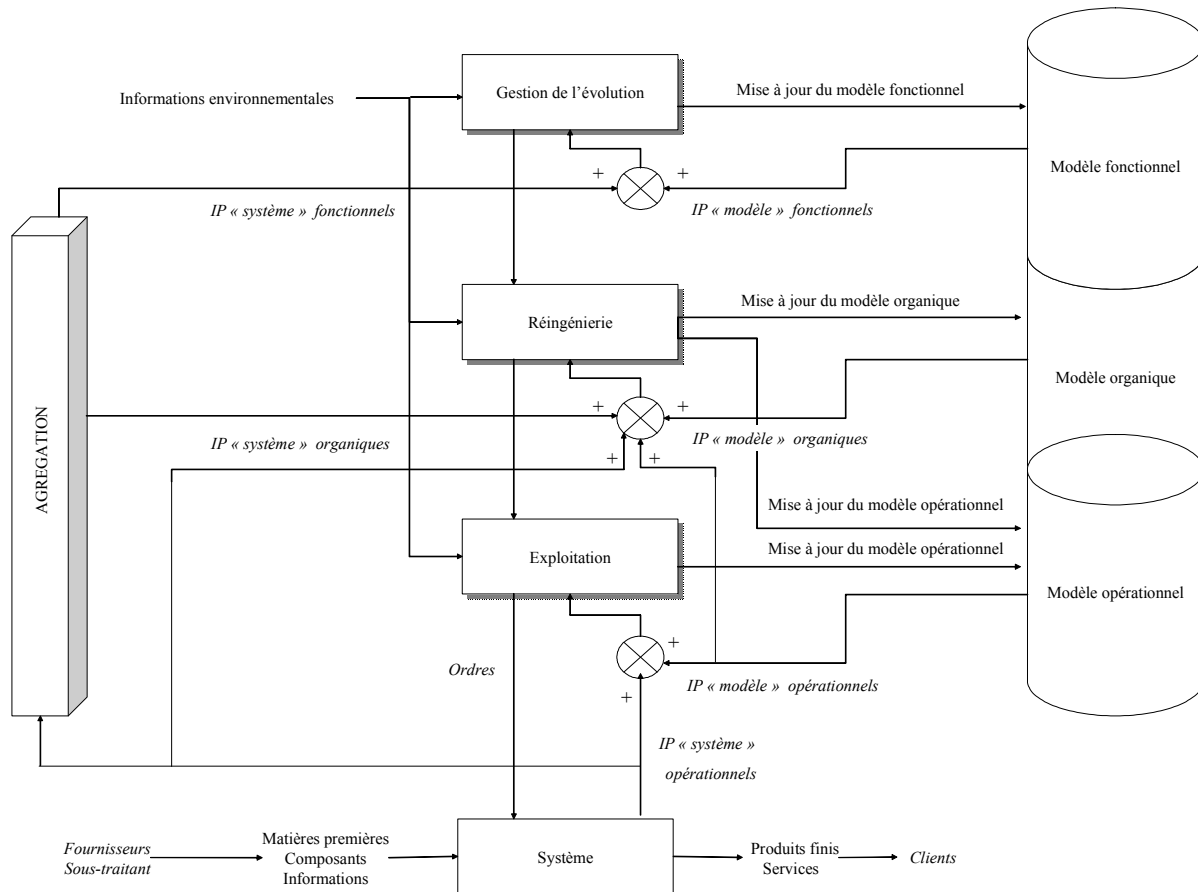 Gestion de l'évolution
Mise à jour du modèle fonctionnel
Informations environnementales
+
+
Modèle fonctionnel
IP « système » fonctionnels
IP « modèle » fonctionnels
Mise à jour du modèle organique
Réingénierie
Modèle organique
+
+
AGREGATION
IP « système » organiques
IP « modèle » organiques
+
+
Mise à jour du modèle opérationnel
Mise à jour du modèle opérationnel
Exploitation
Modèle opérationnel
+
Ordres
IP « modèle » opérationnels
+
IP « système »
opérationnels
Fournisseurs
Sous-traitant
Matières premières
Composants
Informations
Système
Produits finis
Services
Clients